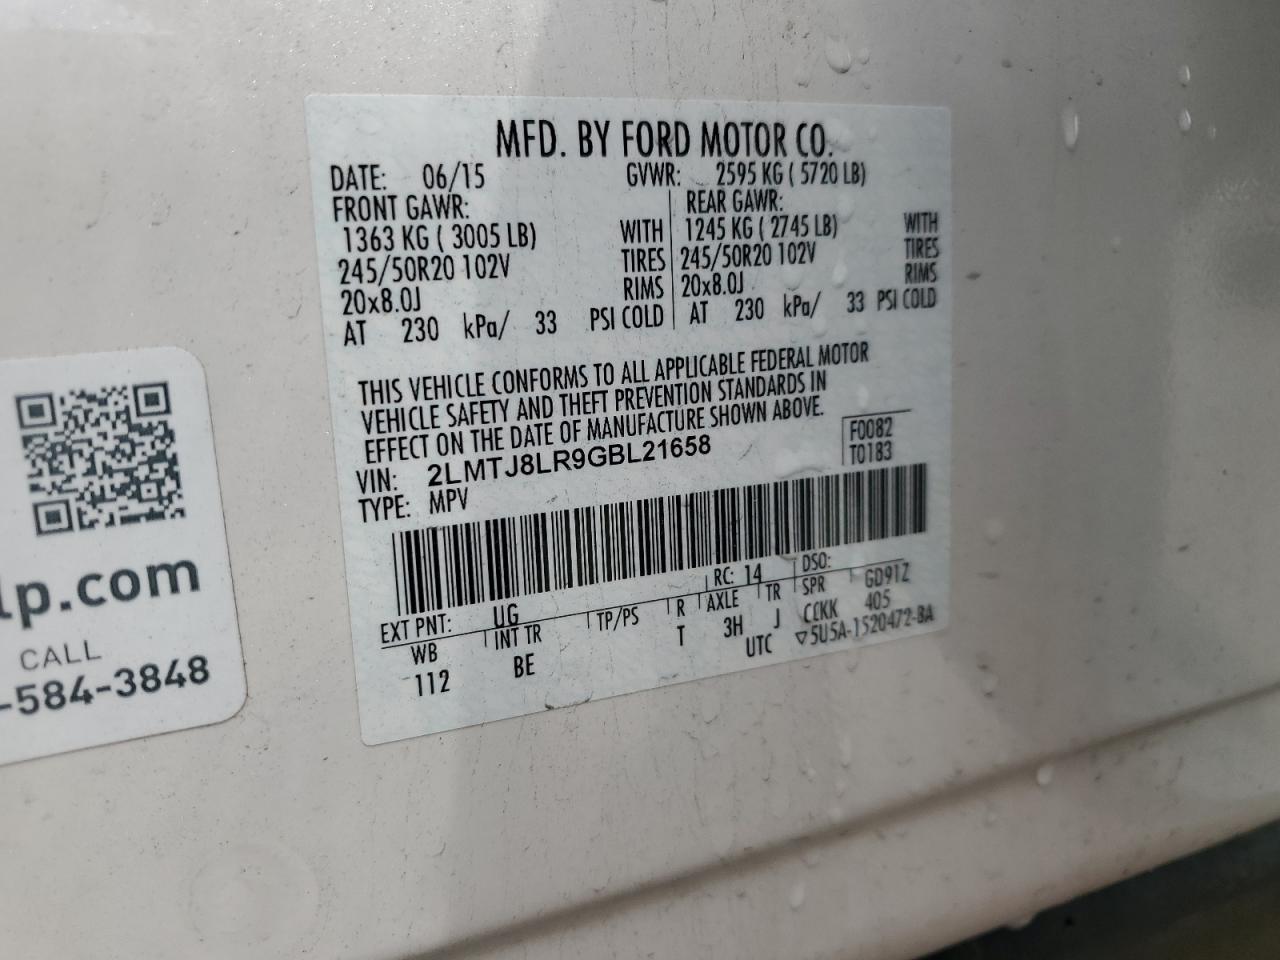 MFD. BY FORD MOTOR CO.
DATE: 06/15 GVWR: 2595 KG ( 5720 LB)
FRONT GAWR: REAR GAWR:
1363 KG ( 3005 LB) WITH 1245 KG ( 2745 LB) WITH
245/50R20 102V TIRES 245/50R20 102V TIRES
20x8.0J RIMS 20x8.0J RIMS
AT 230 kPa/ 33 PSI COLD AT 230 kPa/ 33 PSI COLD
THIS VEHICLE CONFORMS TO ALL APPLICABLE FEDERAL MOTOR
VEHICLE SAFETY AND THEFT PREVENTION STANDARDS IN
EFFECT ON THE DATE OF MANUFACTURE SHOWN ABOVE.
VIN: 2LMTJ8LR9GBL21658 F0082
TYPE: MPV T0183
EXT PNT: UG RC: 14 DSO:
WB INT TR TP/PS R AXLE TR SPR GD91Z
112 BE T 3H J CCKK 405
UTC ▽5U5A-1520472-BA
lp.com
CALL
-584-3848